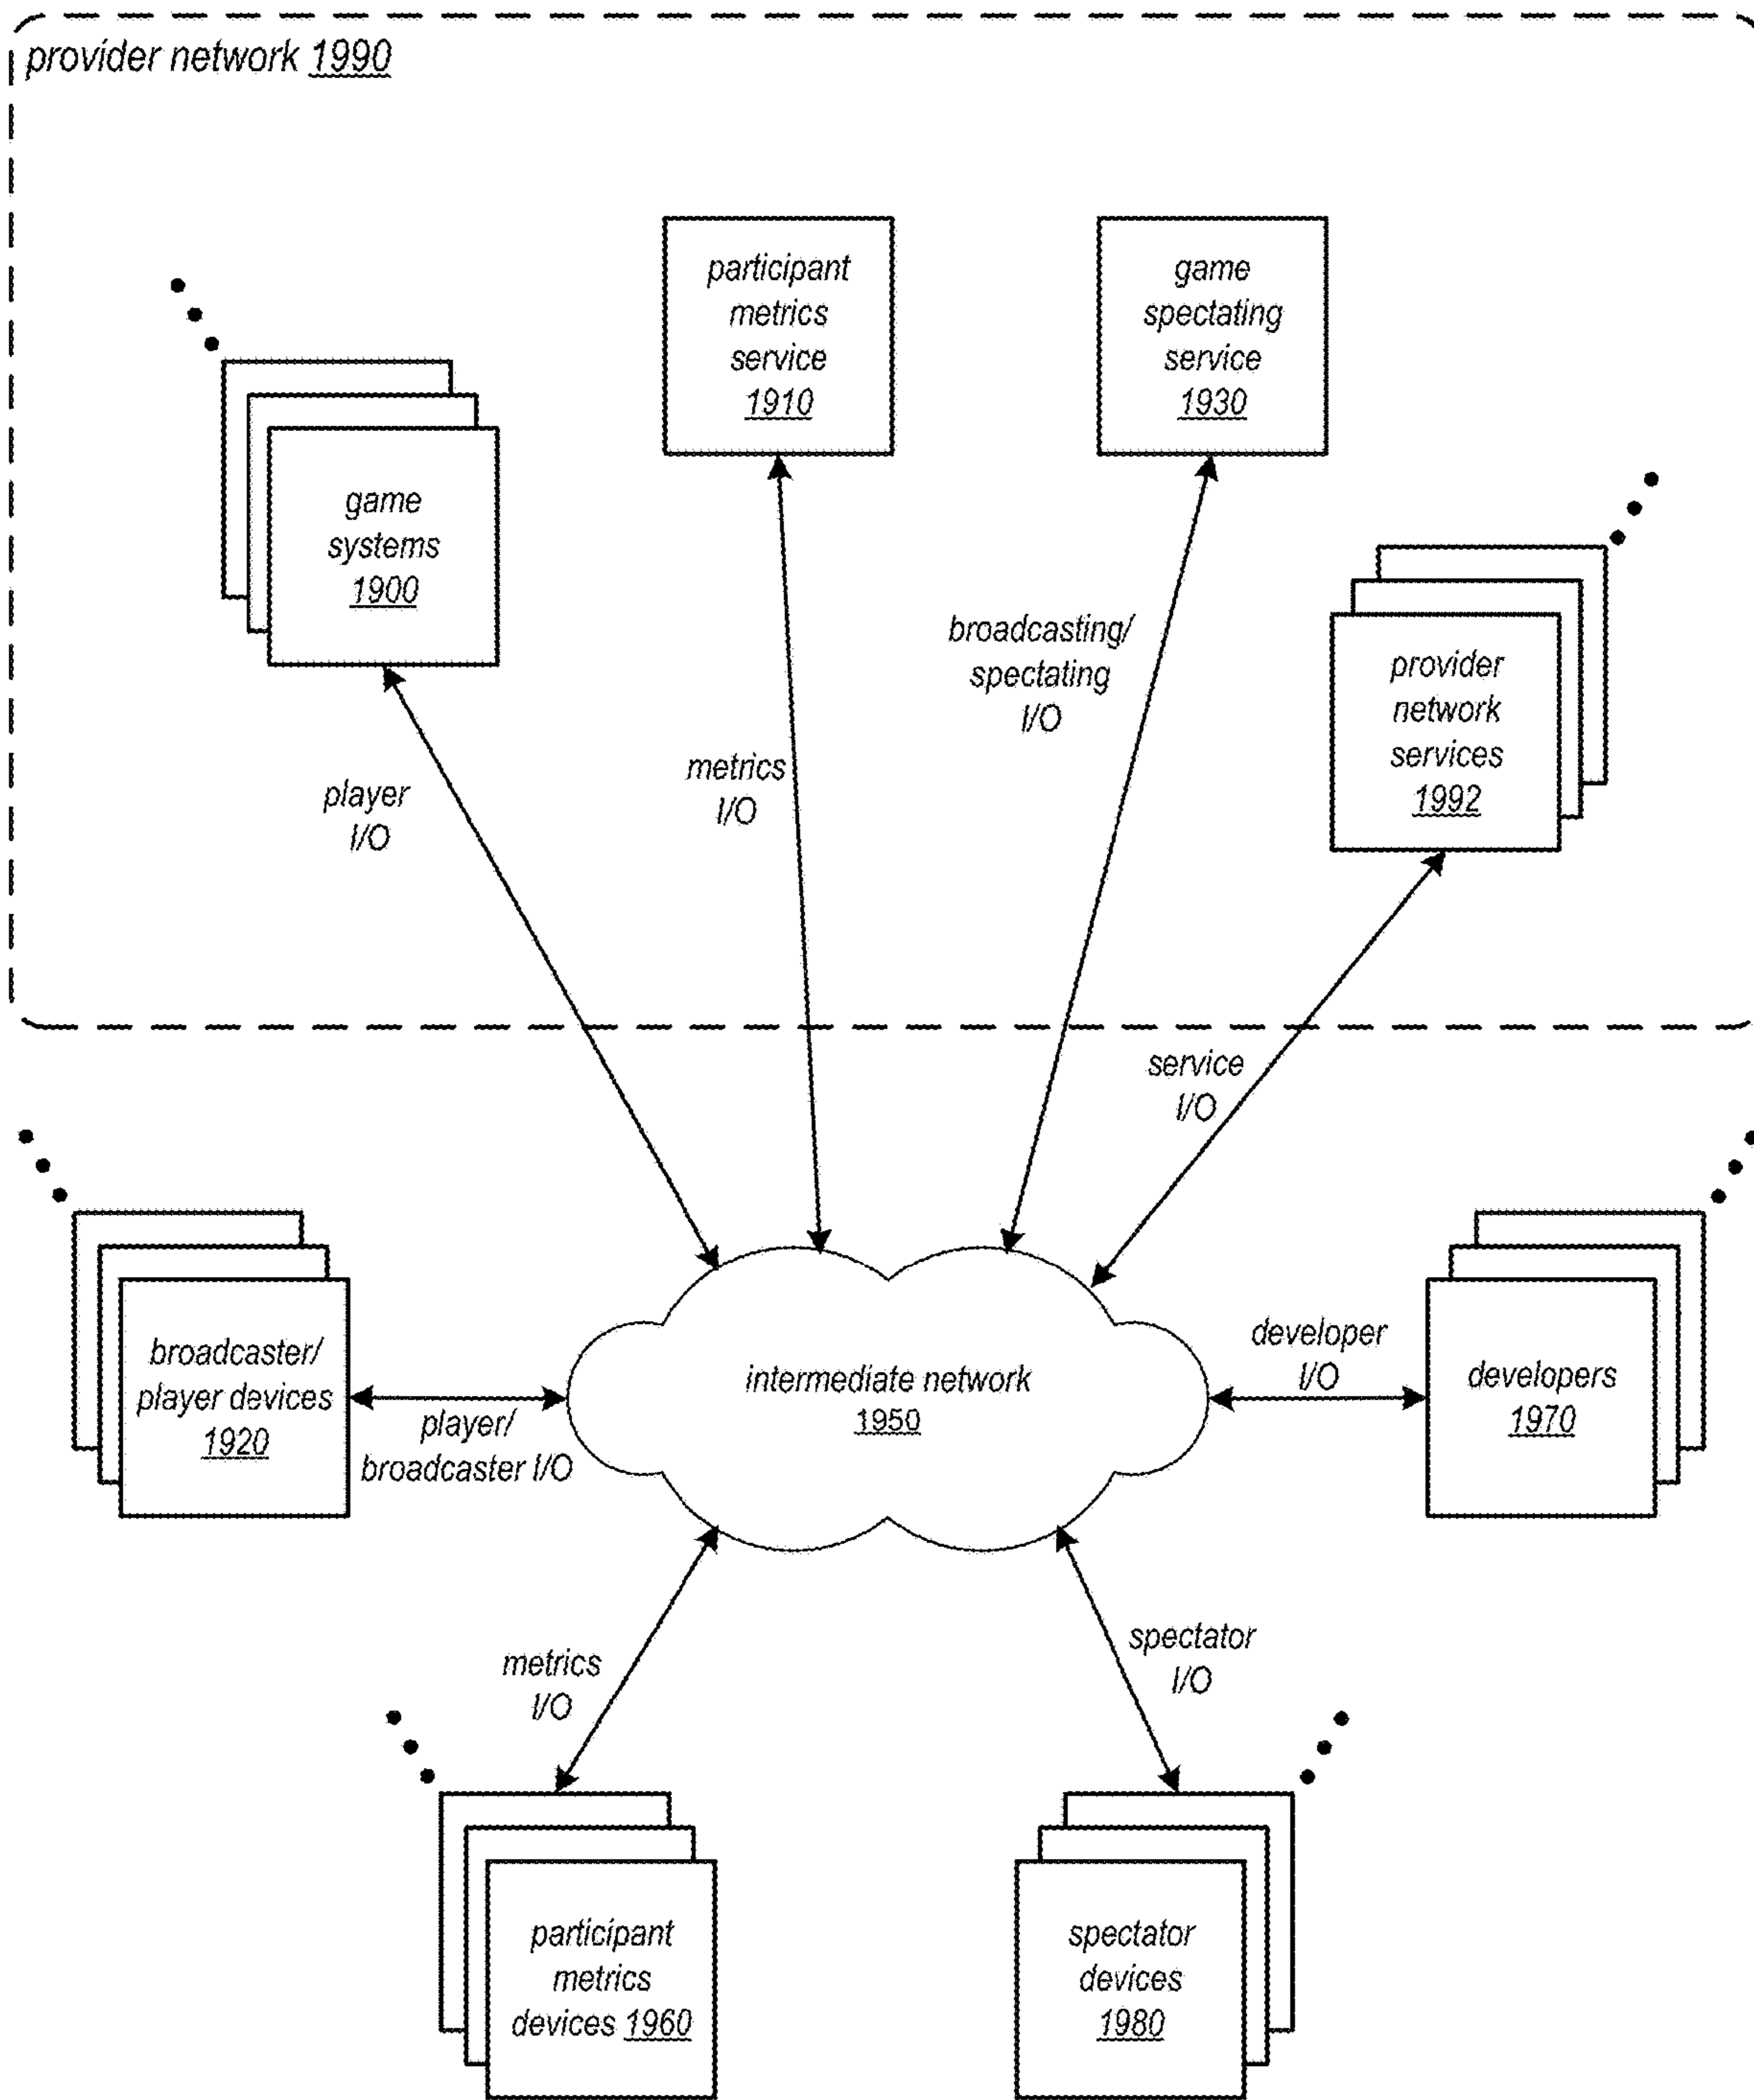 provider network 1990
participant
metrics
service
1910
game
spectating
service
1930
game
systems
1900
broadcasting/
spectating
I/O
provider
network
services
1992
metrics
I/O
player
I/O
service
I/O
broadcaster/
player devices
1920
player/
broadcaster I/O
intermediate network
1950
developer
I/O
developers
1970
metrics
I/O
spectator
I/O
participant
metrics
devices 1960
spectator
devices
1980